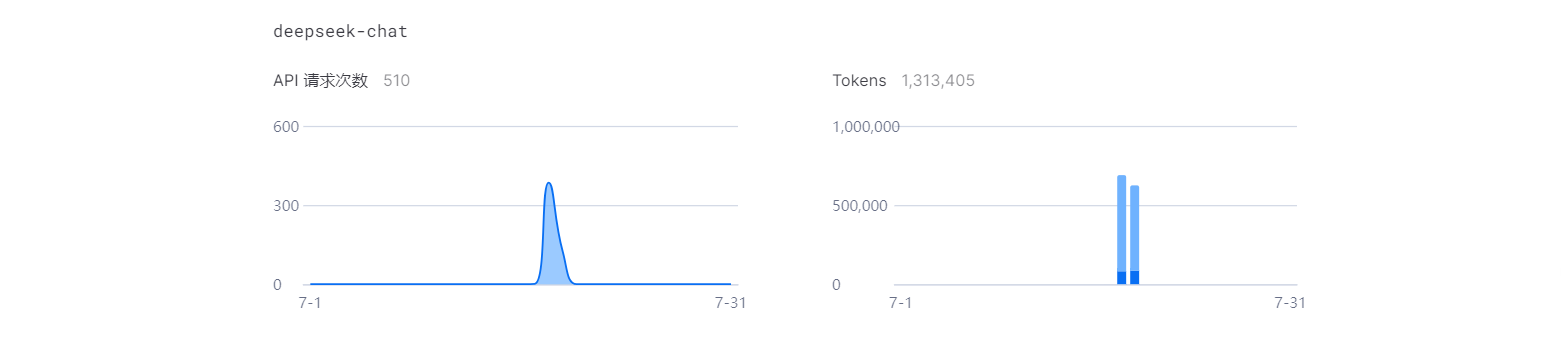 deepseek-chat
API 请求次数 510
600
300
0
7-1 7-31
Tokens 1,313,405
1,000,000
500,000
0
7-1 7-31